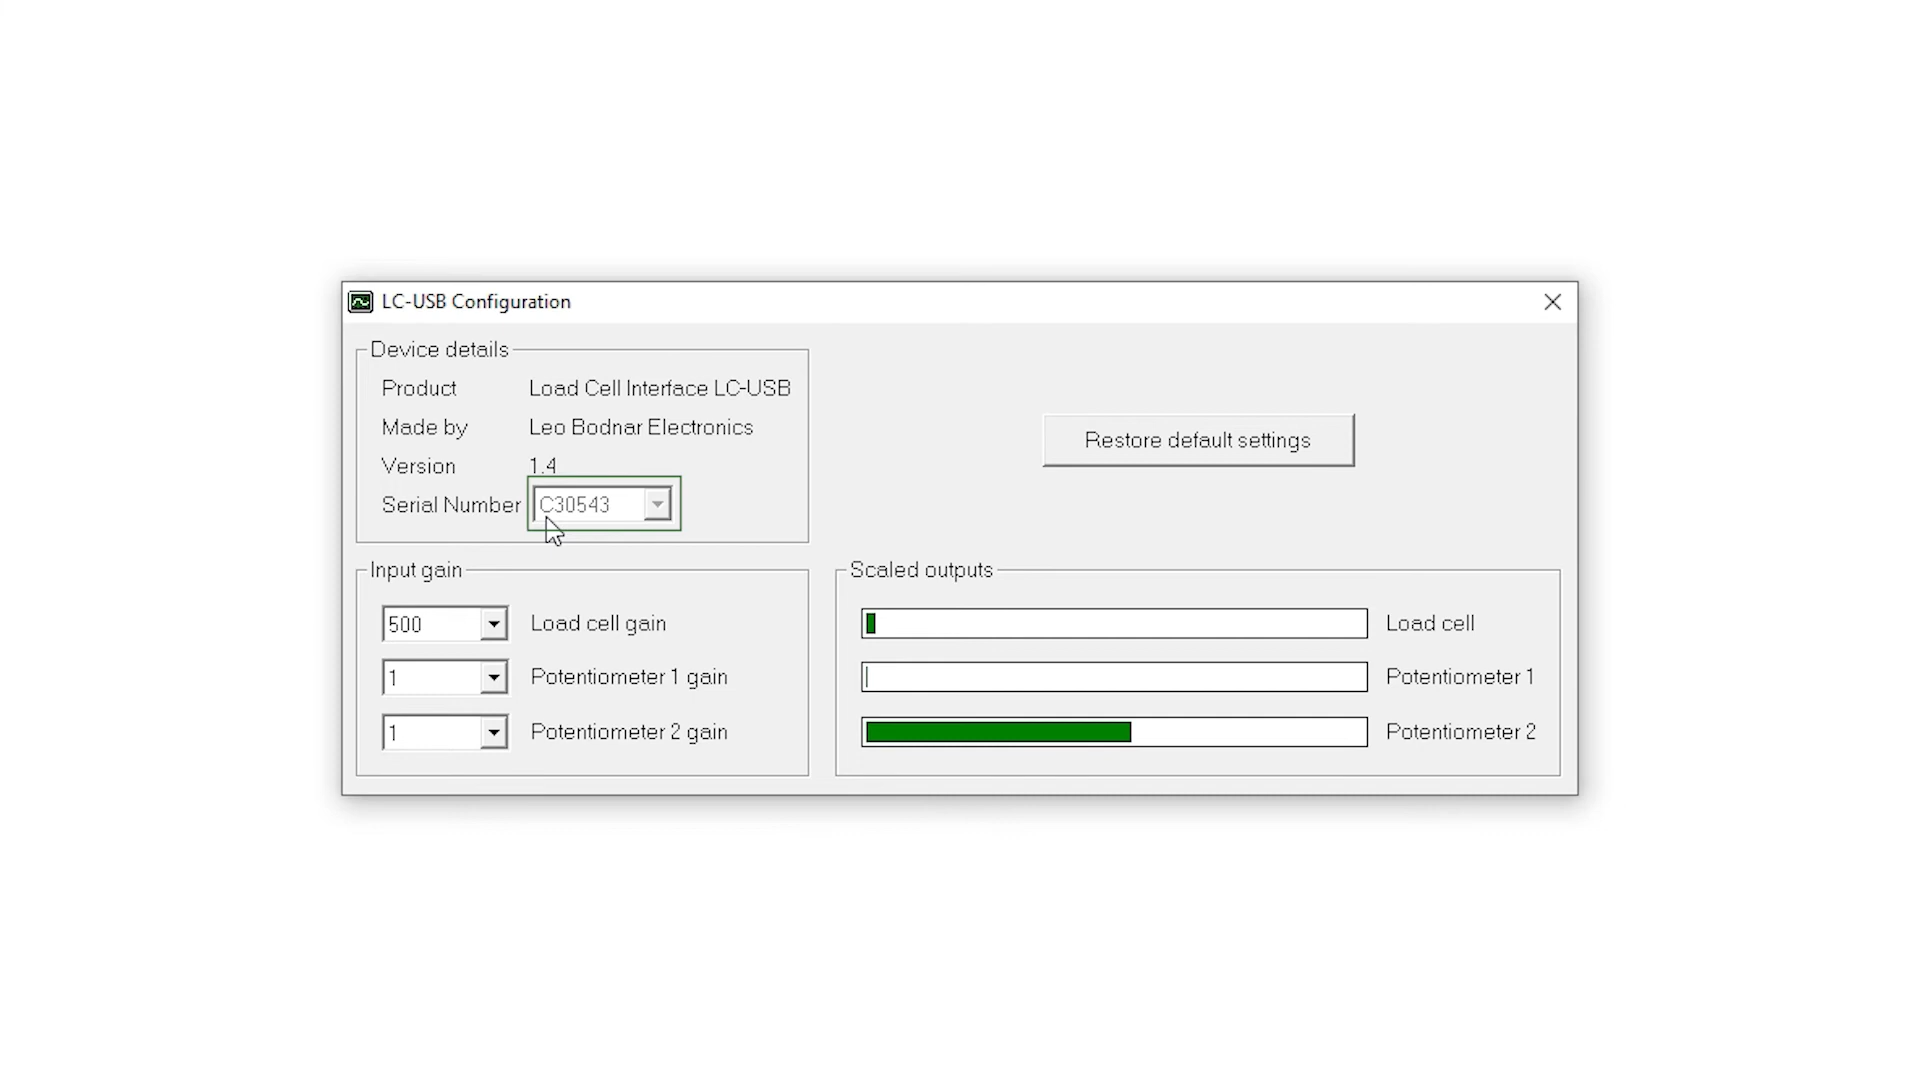 LC-USB Configuration
Device details
Product Load Cell Interface LC-USB
Made by Leo Bodnar Electronics
Version 1.4
Serial Number C30543
Restore default settings
Input gain
500 Load cell gain
1 Potentiometer 1 gain
1 Potentiometer 2 gain
Scaled outputs
Load cell
Potentiometer 1
Potentiometer 2